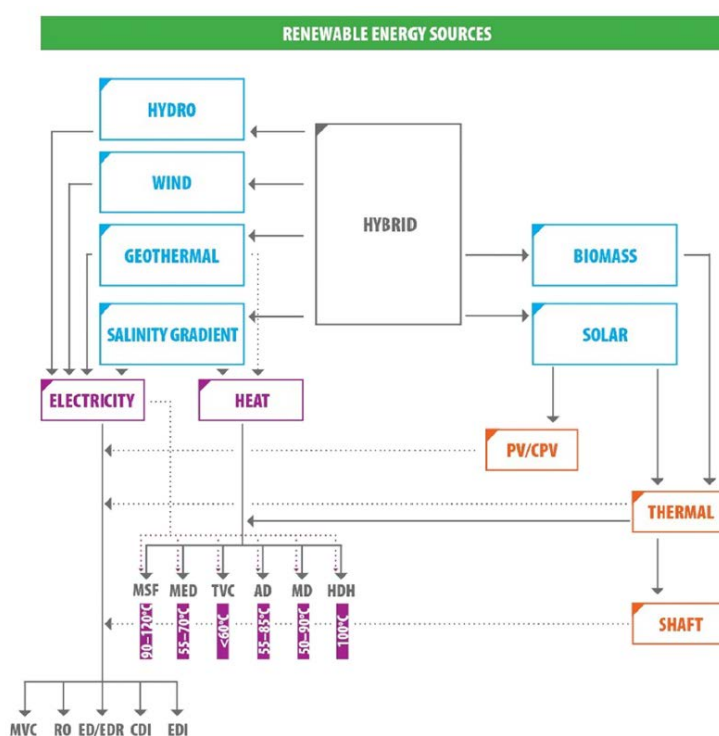 RENEWABLE ENERGY SOURCES
HYDRO
WIND
HYBRID
GEOTHERMAL
BIOMASS
SALINITY GRADIENT
SOLAR
ELECTRICITY
HEAT
PV/CPV
THERMAL
MSF MED TVC AD MD HDH
90–120°C
55–70°C
<60°C
55–85°C
50–90°C
100°C
SHAFT
MVC RO ED/EDR CDI EDI